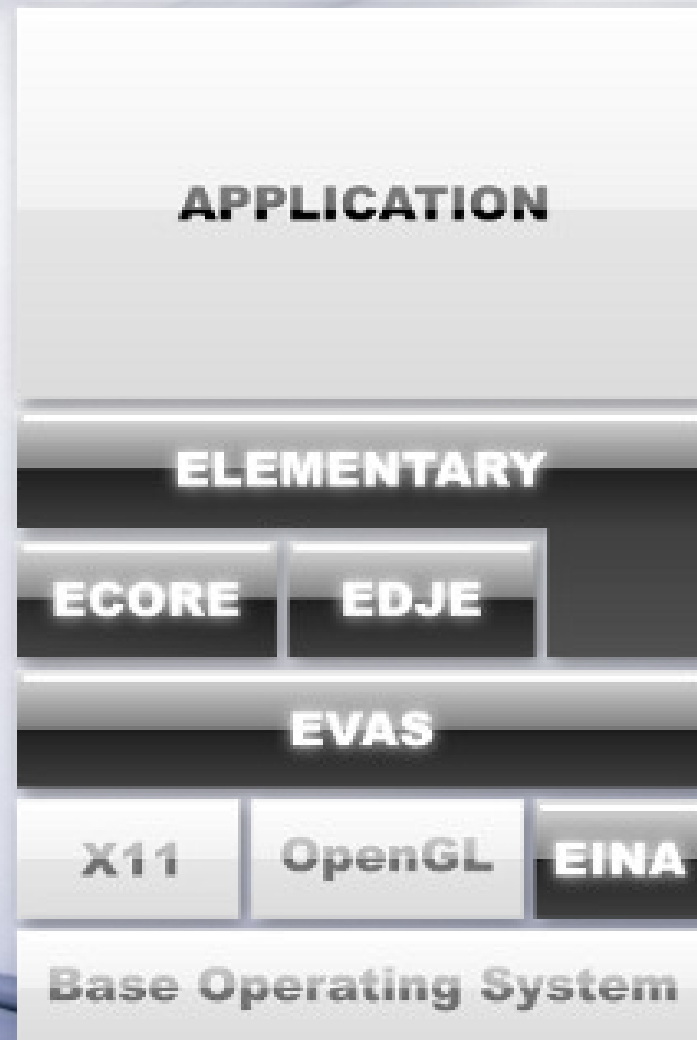 APPLICATION
ELEMENTARY
ECORE EDJE
EVAS
X11 OpenGL EINA
Base Operating System